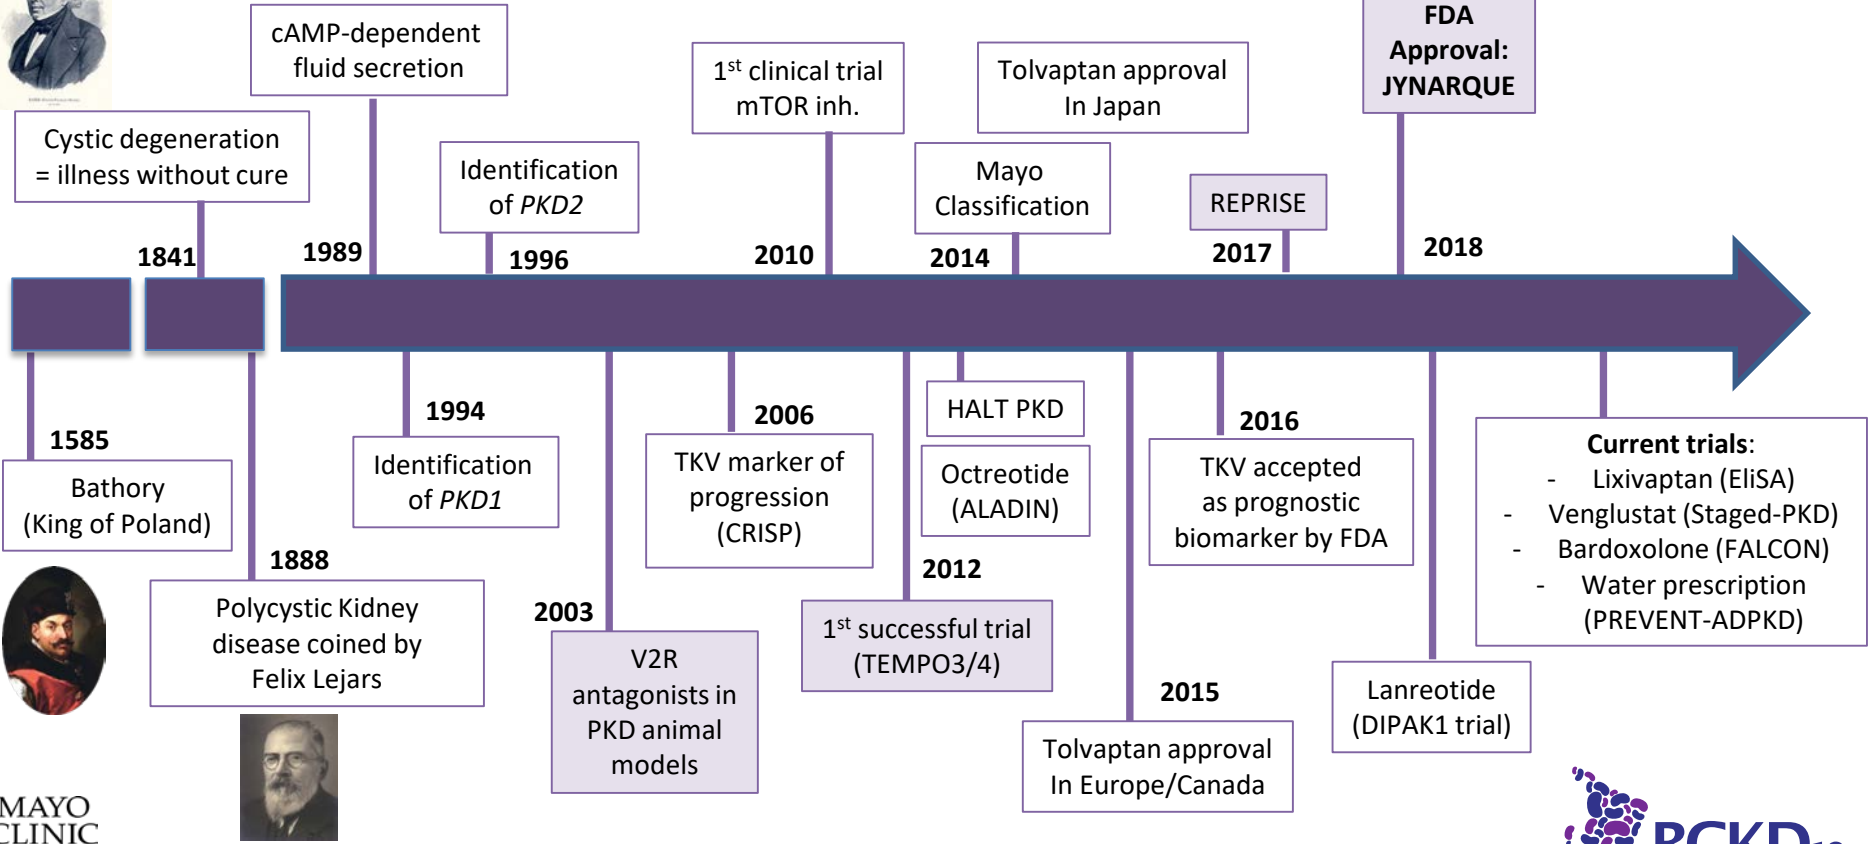 cAMP-dependent
fluid secretion
Cystic degeneration
= illness without cure
Identification
of PKD2
1st clinical trial
mTOR inh.
Tolvaptan approval
In Japan
Mayo
Classification
REPRISE
FDA
Approval:
JYNARQUE
1841
1989
1996
2010
2014
2017
2018
1585
Bathory
(King of Poland)
1888
Polycystic Kidney
disease coined by
Felix Lejars
1994
Identification
of PKD1
2003
V2R
antagonists in
PKD animal
models
2006
TKV marker of
progression
(CRISP)
HALT PKD
Octreotide
(ALADIN)
2012
1st successful trial
(TEMPO3/4)
2015
Tolvaptan approval
In Europe/Canada
2016
TKV accepted
as prognostic
biomarker by FDA
Lanreotide
(DIPAK1 trial)
Current trials:
- Lixivaptan (EliSA)
- Venglustat (Staged-PKD)
- Bardoxolone (FALCON)
- Water prescription
(PREVENT-ADPKD)
MAYO
CLINIC